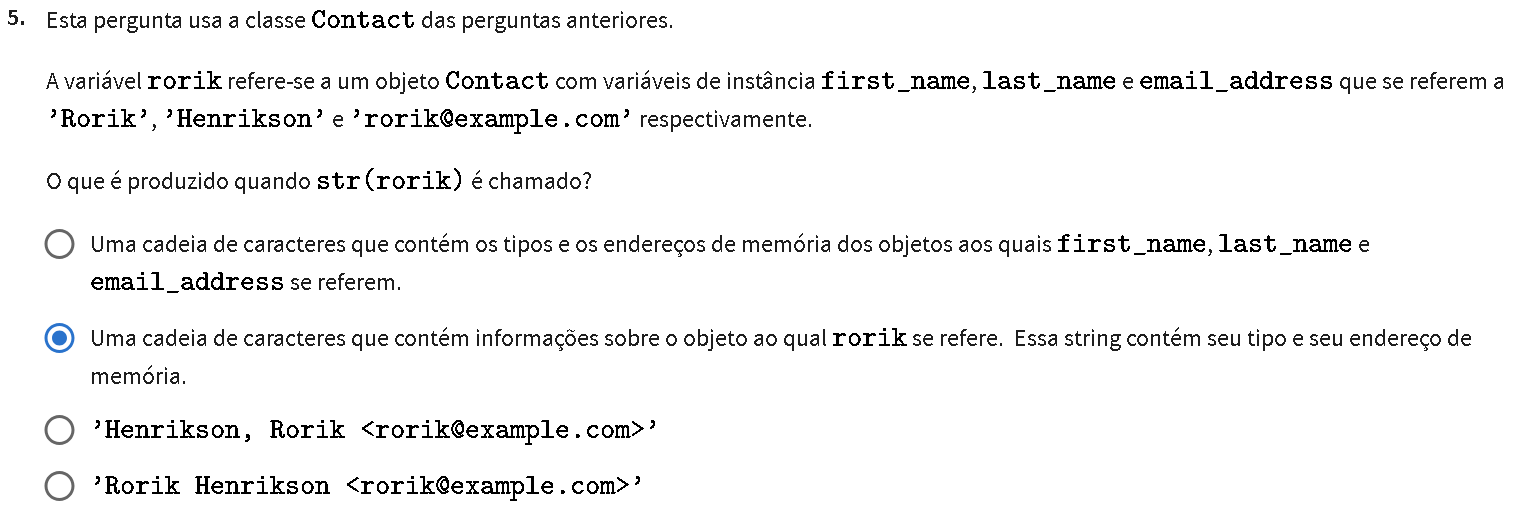 5. Esta pergunta usa a classe Contact das perguntas anteriores.
A variável rorik refere-se a um objeto Contact com variáveis de instância first_name, last_name e email_address que se referem a
’Rorik’, ’Henrikson’ e ’rorik@example.com’ respectivamente.
O que é produzido quando str(rorik) é chamado?
Uma cadeia de caracteres que contém os tipos e os endereços de memória dos objetos aos quais first_name, last_name e
email_address se referem.
Uma cadeia de caracteres que contém informações sobre o objeto ao qual rorik se refere. Essa string contém seu tipo e seu endereço de
memória.
’Henrikson, Rorik <rorik@example.com>’
’Rorik Henrikson <rorik@example.com>’